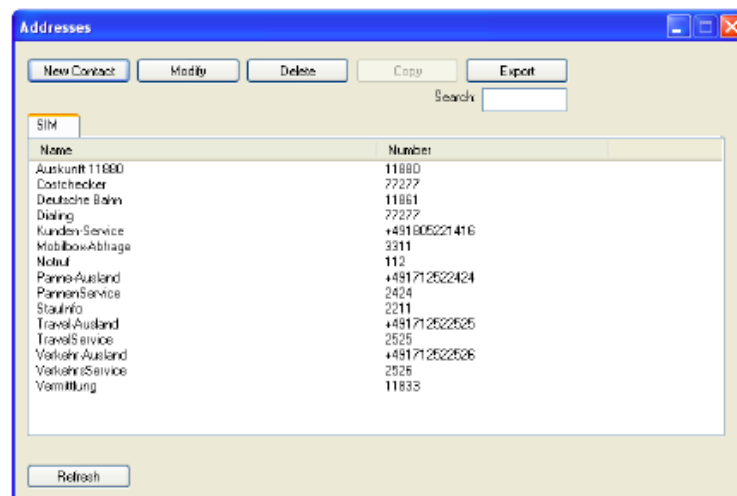 Addresses
New Contact Modify Delete Copy Export
Search:
SIM
Name Number
Auskunft 11880 11880
Costchecker 77277
Deutsche Bahn 11861
Dialing 77277
Kunden-Service +491805221416
Mobilbox-Abfrage 3311
Notruf 112
Panne-Ausland +491712522424
PannenService 2424
StauInfo 2211
Travel-Ausland +491712522525
TravelService 2525
Verkehr-Ausland +491712522526
VerkehrsService 2526
Vermittlung 11833
Refresh